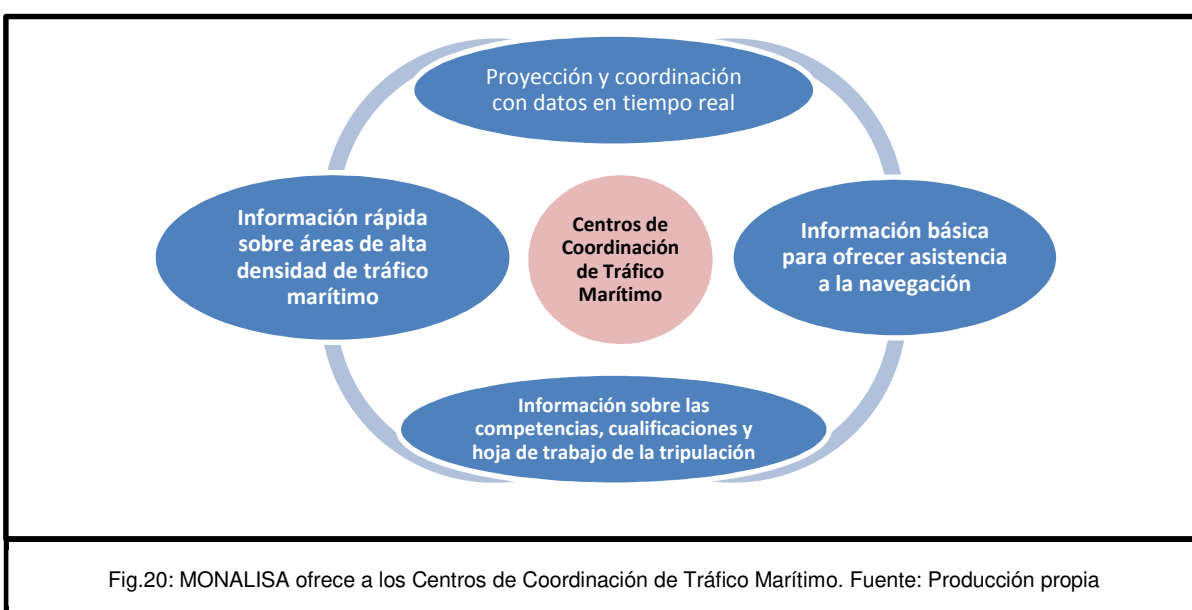 Proyección y coordinación
con datos en tiempo real
Información rápida
sobre áreas de alta
densidad de tráfico
marítimo
Centros de
Coordinación
de Tráfico
Marítimo
Información básica
para ofrecer asistencia
a la navegación
Información sobre las
competencias, cualificaciones y
hoja de trabajo de la tripulación
Fig.20: MONALISA ofrece a los Centros de Coordinación de Tráfico Marítimo. Fuente: Producción propia